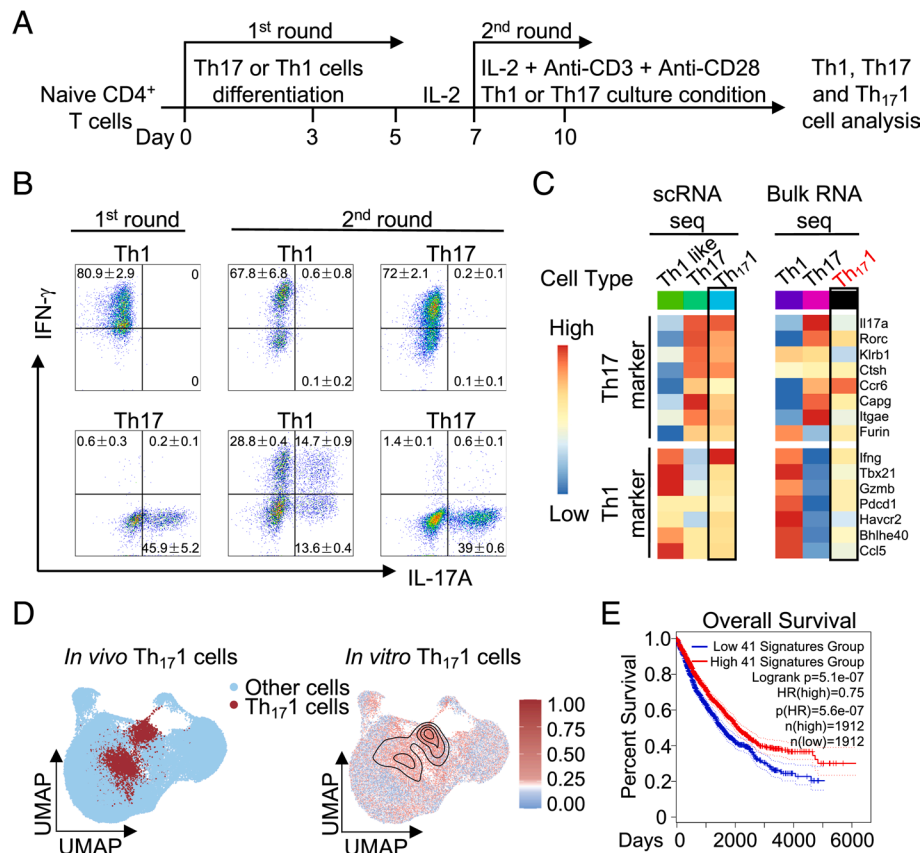 A
1st round
2nd round
Th17 or Th1 cells
differentiation
IL-2
IL-2 + Anti-CD3 + Anti-CD28
Th1 or Th17 culture condition
Naive CD4+
T cells
Day 0
3
5
7
10
Th1, Th17
and Th171
cell analysis
B
1st round
2nd round
Th1
Th1
Th17
80.9±2.9
0
0
67.8±6.8
0.6±0.8
0.1±0.2
72±2.1
0.2±0.1
0.1±0.1
Th17
Th1
Th17
0.6±0.3
0.2±0.1
45.9±5.2
28.8±0.4
14.7±0.9
13.6±0.4
1.4±0.1
0.6±0.1
39±0.6
IFN-γ
IL-17A
C
scRNA
seq
Bulk RNA
seq
Cell Type
Th1 like
Th17
Th171
Th1
Th17
Th171
High
Low
Th17
marker
Th1
marker
Il17a
Rorc
Klrb1
Ctsh
Ccr6
Capg
Itgae
Furin
Ifng
Tbx21
Gzmb
Pdcd1
Havcr2
Bhlhe40
Ccl5
D
In vivo Th171 cells
Other cells
Th171 cells
UMAP
UMAP
In vitro Th171 cells
1.00
0.75
0.50
0.25
0.00
UMAP
UMAP
E
Overall Survival
Low 41 Signatures Group
High 41 Signatures Group
Logrank p=5.1e-07
HR(high)=0.75
p(HR)=5.6e-07
n(high)=1912
n(low)=1912
Percent Survival
1.0
0.8
0.6
0.4
0.2
0
Days
0 2000 4000 6000